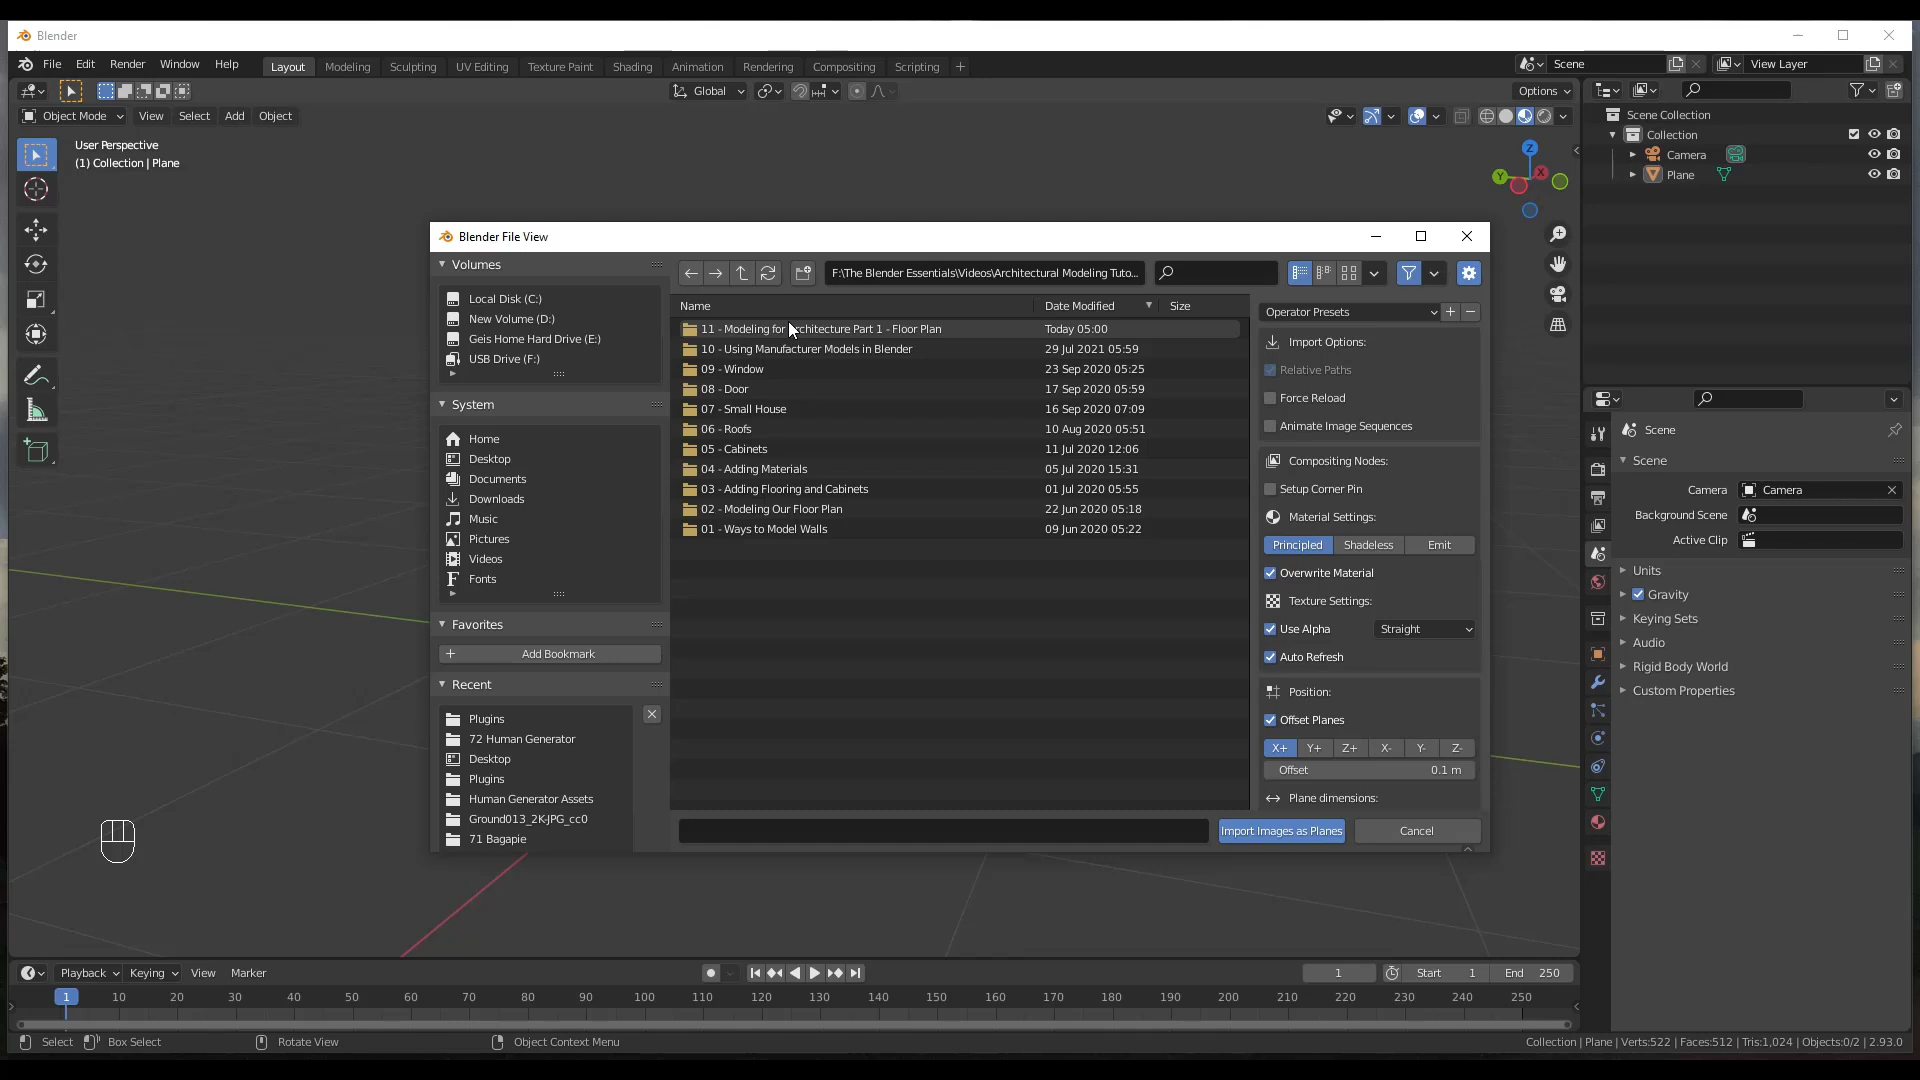 Blender
File Edit Render Window Help Layout Modeling Sculpting UV Editing Texture Paint Shading Animation Rendering Compositing Scripting + Scene View Layer
Global Options
Object Mode View Select Add Object
User Perspective
(1) Collection | Plane
Z
Y X
Scene Collection
Collection
Camera
Plane
Blender File View
Volumes
Local Disk (C:)
New Volume (D:)
Geis Home Hard Drive (E:)
USB Drive (F:)
System
Home
Desktop
Documents
Downloads
Music
Pictures
Videos
Fonts
Favorites
+ Add Bookmark
Recent
Plugins
72 Human Generator
Desktop
Plugins
Human Generator Assets
Ground013_2K-JPG_cc0
71 Bagapie
F:\The Blender Essentials\Videos\Architectural Modeling Tuto...
Name Date Modified Size
11 - Modeling for Architecture Part 1 - Floor Plan Today 05:00
10 - Using Manufacturer Models in Blender 29 Jul 2021 05:59
09 - Window 23 Sep 2020 05:25
08 - Door 17 Sep 2020 05:59
07 - Small House 16 Sep 2020 07:09
06 - Roofs 10 Aug 2020 05:51
05 - Cabinets 11 Jul 2020 12:06
04 - Adding Materials 05 Jul 2020 15:31
03 - Adding Flooring and Cabinets 01 Jul 2020 05:55
02 - Modeling Our Floor Plan 22 Jun 2020 05:18
01 - Ways to Model Walls 09 Jun 2020 05:22
Operator Presets + −
Import Options:
Relative Paths
Force Reload
Animate Image Sequences
Compositing Nodes:
Setup Corner Pin
Material Settings:
Principled Shadeless Emit
Overwrite Material
Texture Settings:
Use Alpha Straight
Auto Refresh
Position:
Offset Planes
X+ Y+ Z+ X- Y- Z-
Offset 0.1 m
Plane dimensions:
Import Images as Planes Cancel
Scene
Scene
Camera Camera
Background Scene
Active Clip
Units
Gravity
Keying Sets
Audio
Rigid Body World
Custom Properties
Playback Keying View Marker 1 Start 1 End 250
1 10 20 30 40 50 60 70 80 90 100 110 120 130 140 150 160 170 180 190 200 210 220 230 240 250
Select Box Select Rotate View Object Context Menu Collection | Plane | Verts:522 | Faces:512 | Tris:1,024 | Objects:0/2 | 2.93.0